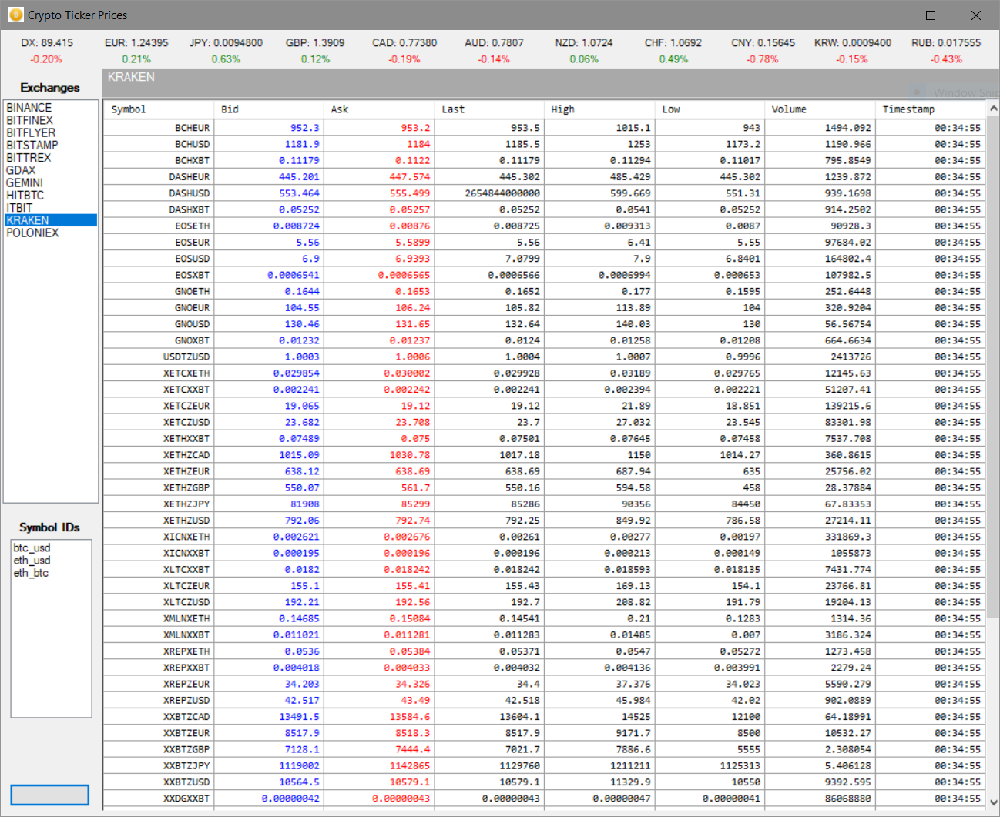 Crypto Ticker Prices
DX: 89.415 EUR: 1.24395 JPY: 0.0094800 GBP: 1.3909 CAD: 0.77380 AUD: 0.7807 NZD: 1.0724 CHF: 1.0692 CNY: 0.15645 KRW: 0.0009400 RUB: 0.017555
-0.20% 0.21% 0.63% 0.12% -0.19% -0.14% 0.06% 0.49% -0.78% -0.15% -0.43%
Exchanges
BINANCE
BITFINEX
BITFLYER
BITSTAMP
BITTREX
GDAX
GEMINI
HITBTC
ITBIT
KRAKEN
POLONIEX
Symbol IDs
btc_usd
eth_usd
eth_btc
KRAKEN
Window Snip
Symbol Bid Ask Last High Low Volume Timestamp
BCHEUR 952.3 953.2 953.5 1015.1 943 1494.092 00:34:55
BCHUSD 1181.9 1184 1185.5 1253 1173.2 1190.966 00:34:55
BCHXBT 0.11179 0.1122 0.11179 0.11294 0.11017 795.8549 00:34:55
DASHEUR 445.201 447.574 445.302 485.429 445.302 1239.872 00:34:55
DASHUSD 553.464 555.499 2654844000000 599.669 551.31 939.1698 00:34:55
DASHXBT 0.05252 0.05257 0.05252 0.0541 0.05252 914.2502 00:34:55
EOSETH 0.008724 0.00876 0.008725 0.009313 0.0087 90928.3 00:34:55
EOSEUR 5.56 5.5899 5.56 6.41 5.55 97684.02 00:34:55
EOSUSD 6.9 6.9393 7.0799 7.9 6.8401 164802.4 00:34:55
EOSXBT 0.0006541 0.0006565 0.0006566 0.0006994 0.000653 107982.5 00:34:55
GNOETH 0.1644 0.1653 0.1652 0.177 0.1595 252.6448 00:34:55
GNOEUR 104.55 106.24 105.82 113.89 104 320.9204 00:34:55
GNOUSD 130.46 131.65 132.64 140.03 130 56.56754 00:34:55
GNOXBT 0.01232 0.01237 0.0124 0.01258 0.01208 664.6634 00:34:55
USDTZUSD 1.0003 1.0006 1.0004 1.0007 0.9996 2413726 00:34:55
XETCXETH 0.029854 0.030002 0.029928 0.03189 0.029765 12145.63 00:34:55
XETCXXBT 0.002241 0.002242 0.002241 0.002394 0.002221 51207.41 00:34:55
XETCZEUR 19.065 19.12 19.12 21.89 18.851 139215.6 00:34:55
XETCZUSD 23.682 23.708 23.7 27.032 23.545 83301.98 00:34:55
XETHXXBT 0.07489 0.075 0.07501 0.07645 0.07458 7537.708 00:34:55
XETHZCAD 1015.09 1030.78 1017.18 1150 1014.27 360.8615 00:34:55
XETHZEUR 638.12 638.69 638.69 687.94 635 25756.02 00:34:55
XETHZGBP 550.07 561.7 550.16 594.58 458 28.37884 00:34:55
XETHZJPY 81908 85299 85286 90356 84450 67.83353 00:34:55
XETHZUSD 792.06 792.74 792.25 849.92 786.58 27214.11 00:34:55
XICNXETH 0.002621 0.002676 0.00261 0.00277 0.00197 331869.3 00:34:55
XICNXXBT 0.000195 0.000196 0.000196 0.000213 0.000149 1055873 00:34:55
XLTCXXBT 0.0182 0.018242 0.018242 0.018593 0.018135 7431.774 00:34:55
XLTCZEUR 155.1 155.41 155.43 169.13 154.1 23766.81 00:34:55
XLTCZUSD 192.21 192.56 192.7 208.82 191.79 19204.13 00:34:55
XMLNXETH 0.14685 0.15084 0.14541 0.21 0.1283 1314.36 00:34:55
XMLNXXBT 0.011021 0.011281 0.011283 0.01485 0.007 3186.324 00:34:55
XREPXETH 0.0536 0.05384 0.05371 0.0547 0.05272 1273.458 00:34:55
XREPXXBT 0.004018 0.004033 0.004032 0.004136 0.003991 2279.24 00:34:55
XREPZEUR 34.203 34.326 34.4 37.376 34.023 5590.279 00:34:55
XREPZUSD 42.517 43.49 42.518 45.984 42.02 902.0889 00:34:55
XXBTZCAD 13491.5 13584.6 13604.1 14525 12100 64.18991 00:34:55
XXBTZEUR 8517.9 8518.3 8517.9 9171.7 8500 10532.27 00:34:55
XXBTZGBP 7128.1 7444.4 7021.7 7886.6 5555 2.308054 00:34:55
XXBTZJPY 1119002 1142865 1129760 1211211 1125313 5.406128 00:34:55
XXBTZUSD 10564.5 10579.1 10579.1 11329.9 10550 9392.595 00:34:55
XXDGXXBT 0.00000042 0.00000043 0.00000043 0.00000047 0.00000041 86068880 00:34:55